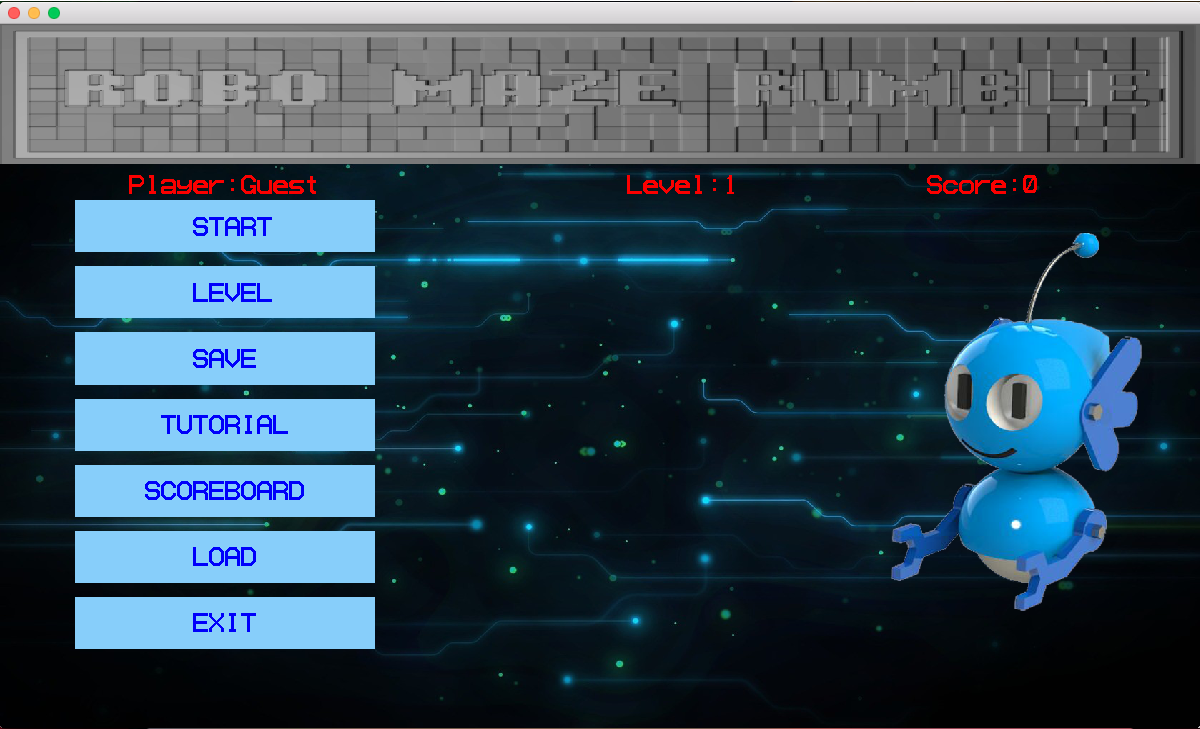 ROBO MAZE RUMBLE
Player:Guest Level:1 Score:0
START
LEVEL
SAVE
TUTORIAL
SCOREBOARD
LOAD
EXIT